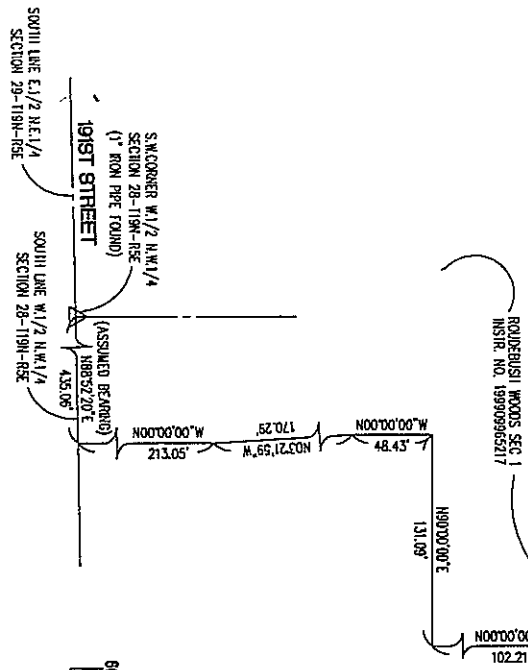 SOUTH LINE E.1/2 N.E.1/4
SECTION 29-T19N-R5E
191ST STREET
S.W.CORNER W.1/2 N.W.1/4
SECTION 28-T19N-R5E
(1" IRON PIPE FOUND)
SOUTH LINE W.1/2 N.W.1/4
SECTION 28-T19N-R5E
(ASSUMED BEARING)
N88°52'20"E
435.06'
N00°00'00"W
213.05'
N03°21'59"W
170.29'
N00°00'00"W
48.43'
N90°00'00"E
131.09'
N00°00'00
102.21
ROUDEBUSH WOODS SEC 1
INSTR. NO. 199909965217